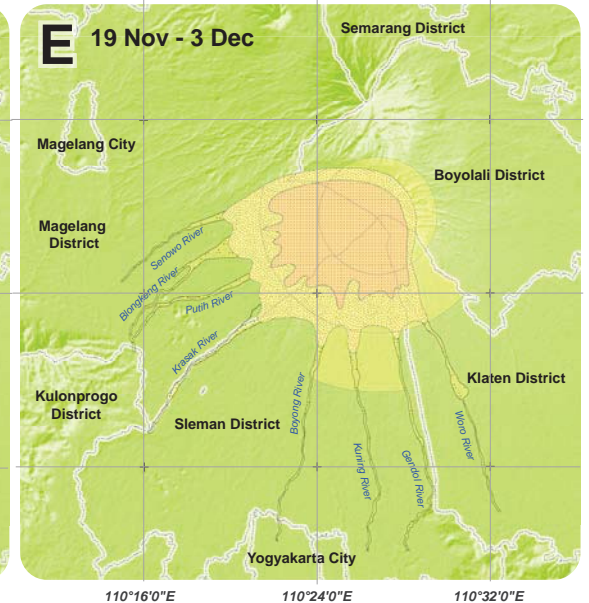 E 19 Nov - 3 Dec
Semarang District
Magelang City
Boyolali District
Magelang
District
Senowo River
Blongkeng River
Putih River
Krasak River
Kulonprogo
District
Sleman District
Boyong River
Kuning River
Gendol River
Woro River
Klaten District
Yogyakarta City
110°16'0"E 110°24'0"E 110°32'0"E